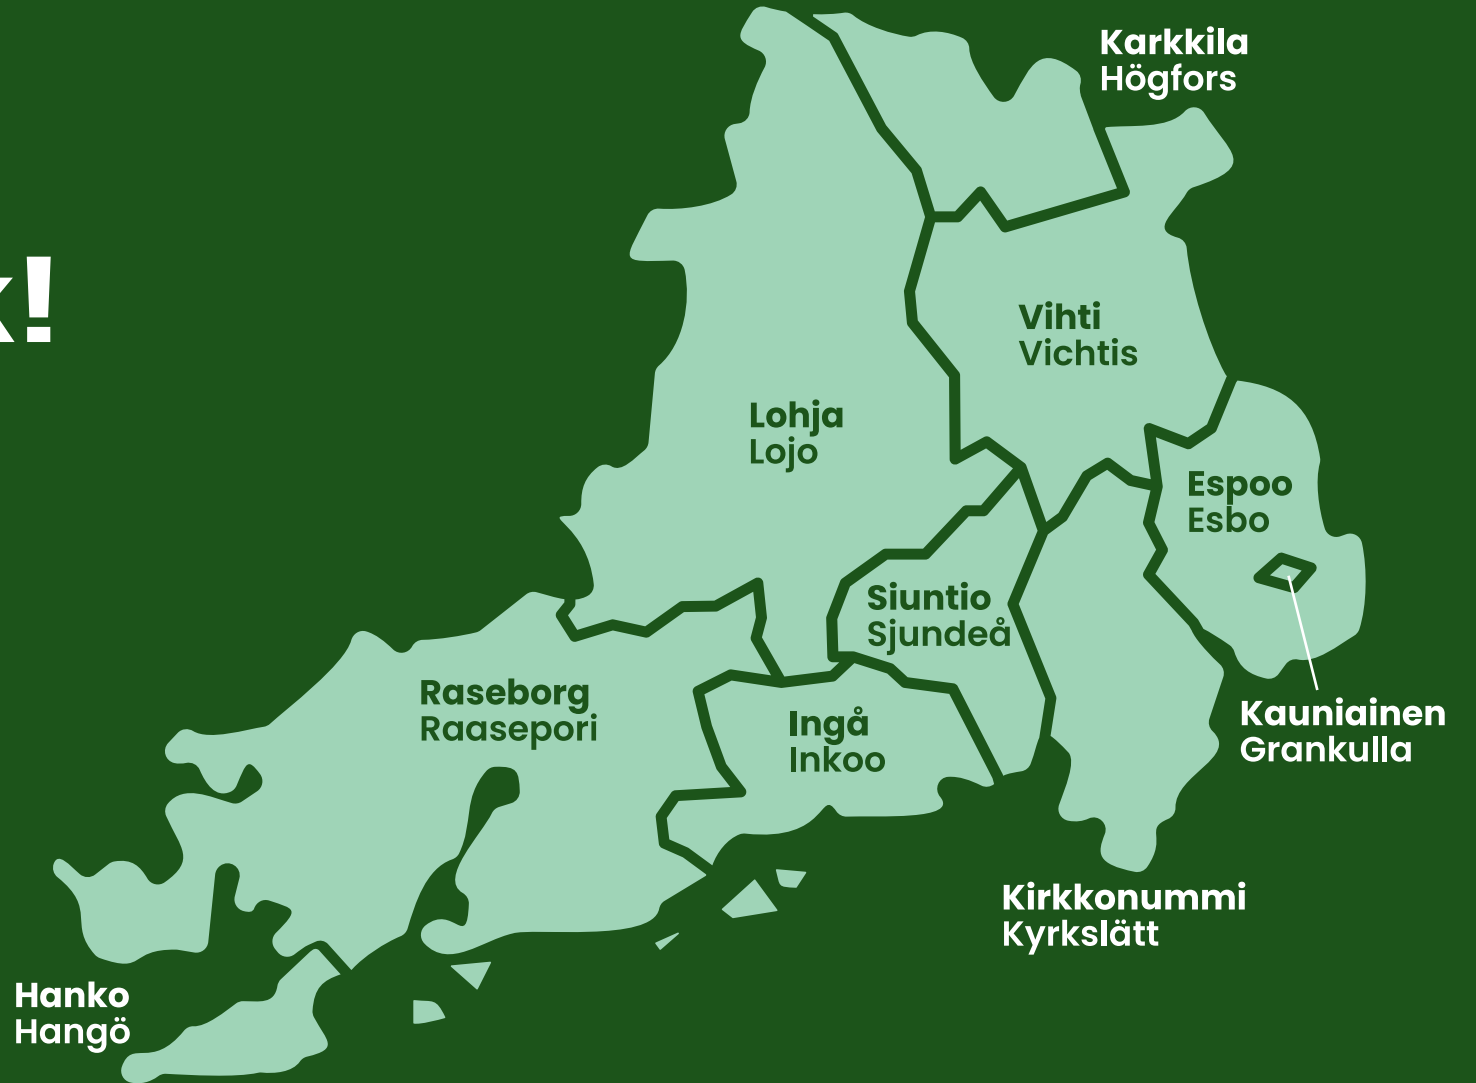 Karkkila
Högfors
k!
Vihti
Vichtis
Lohja
Lojo
Espoo
Esbo
Siuntio
Sjundeå
Raseborg
Raasepori
Ingå
Inkoo
Kauniainen
Grankulla
Kirkkonummi
Kyrkslätt
Hanko
Hangö